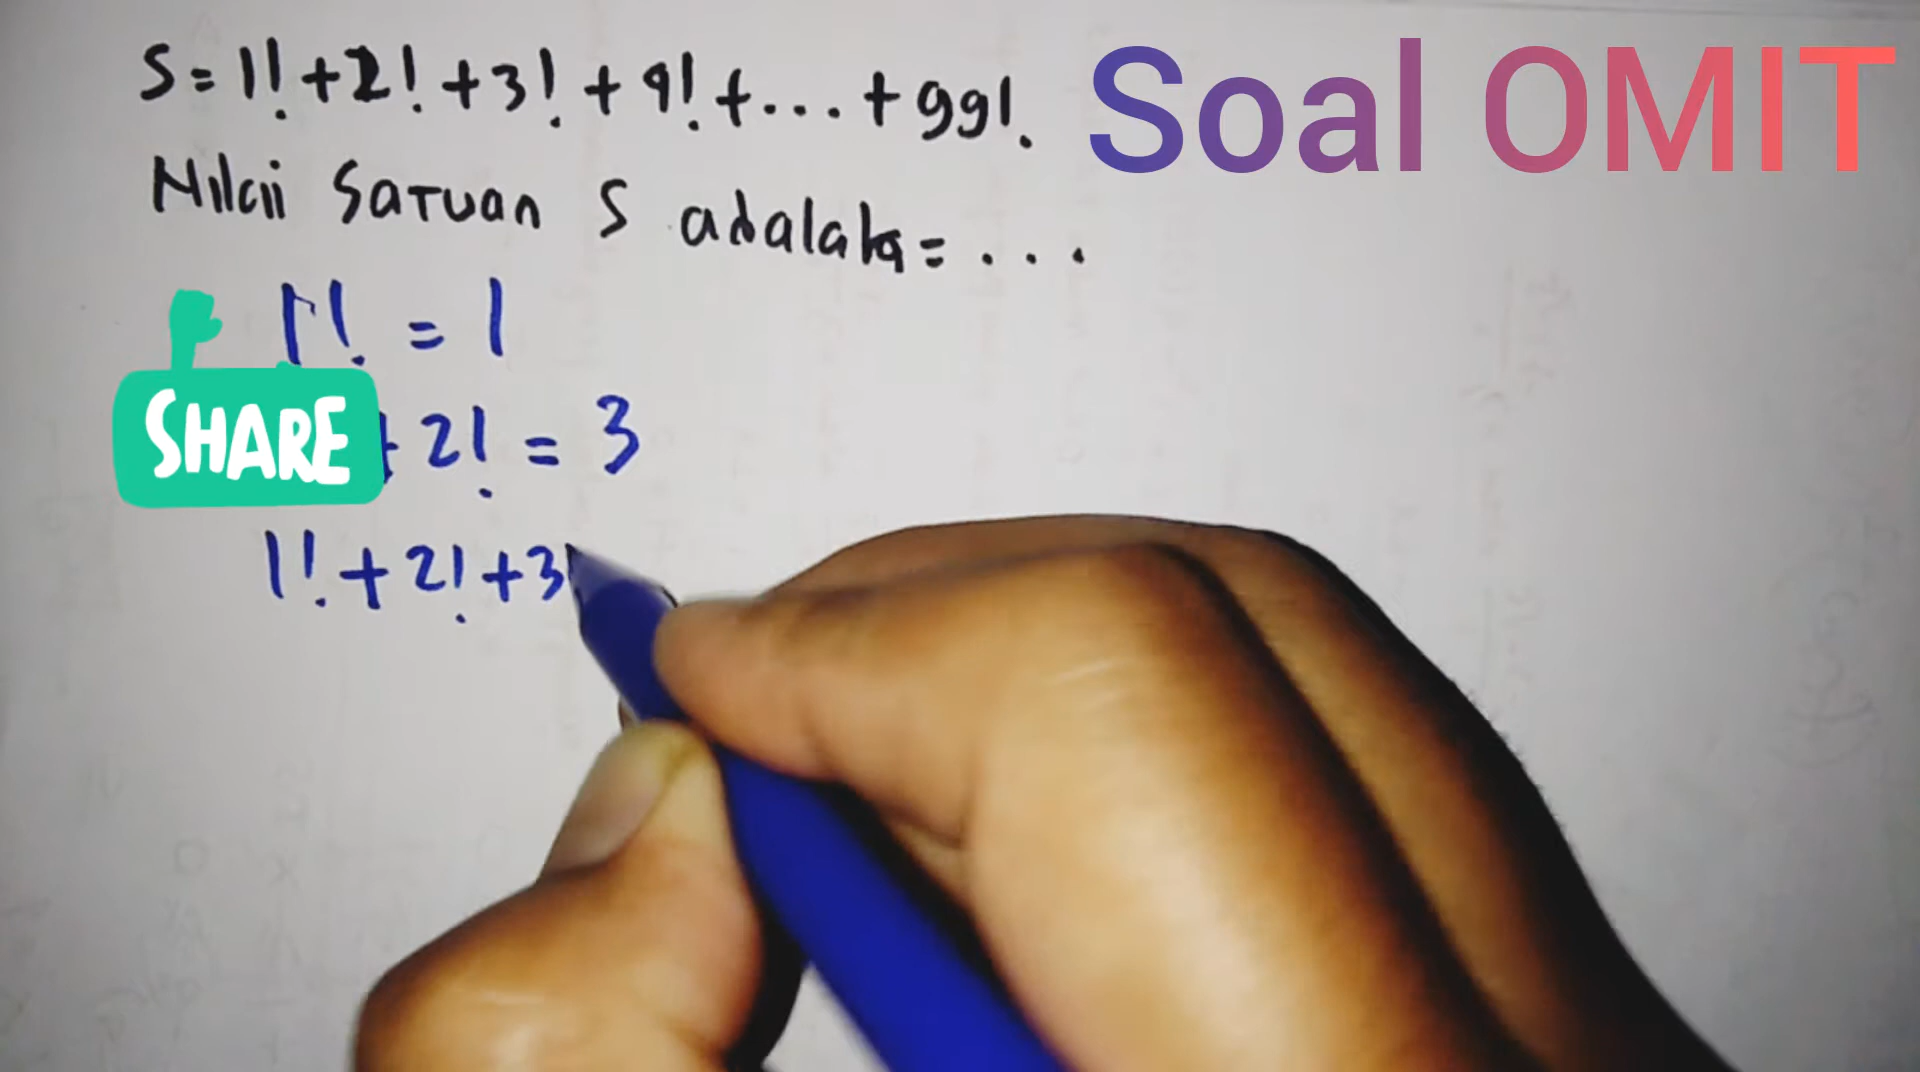 S = 1! + 2! + 3! + 4! + ... + 99!
Soal OMIT
Nilai Satuan S adalah = ...
1! = 1
SHARE
+ 2! = 3
1! + 2! + 3